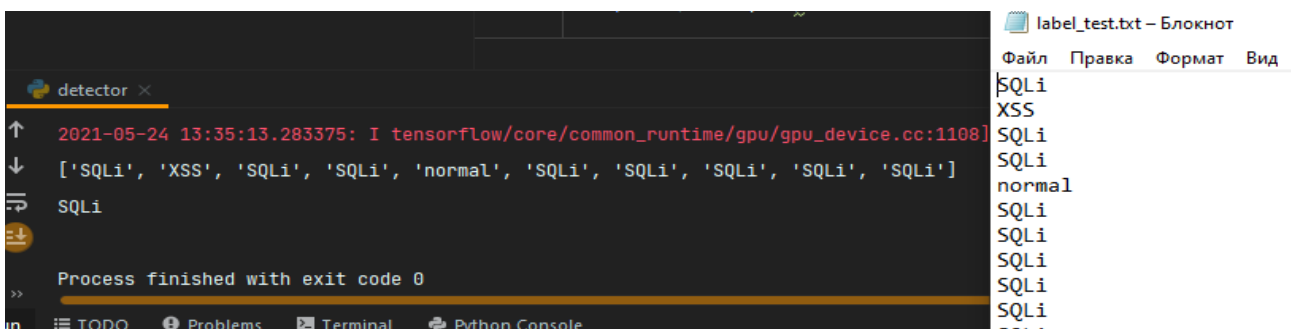 detector ×
2021-05-24 13:35:13.283375: I tensorflow/core/common_runtime/gpu/gpu_device.cc:1108]
['SQLi', 'XSS', 'SQLi', 'SQLi', 'normal', 'SQLi', 'SQLi', 'SQLi', 'SQLi', 'SQLi']
SQLi
Process finished with exit code 0
TODO Problems Terminal Python Console
label_test.txt – Блокнот
Файл Правка Формат Вид
SQLi
XSS
SQLi
SQLi
normal
SQLi
SQLi
SQLi
SQLi
SQLi